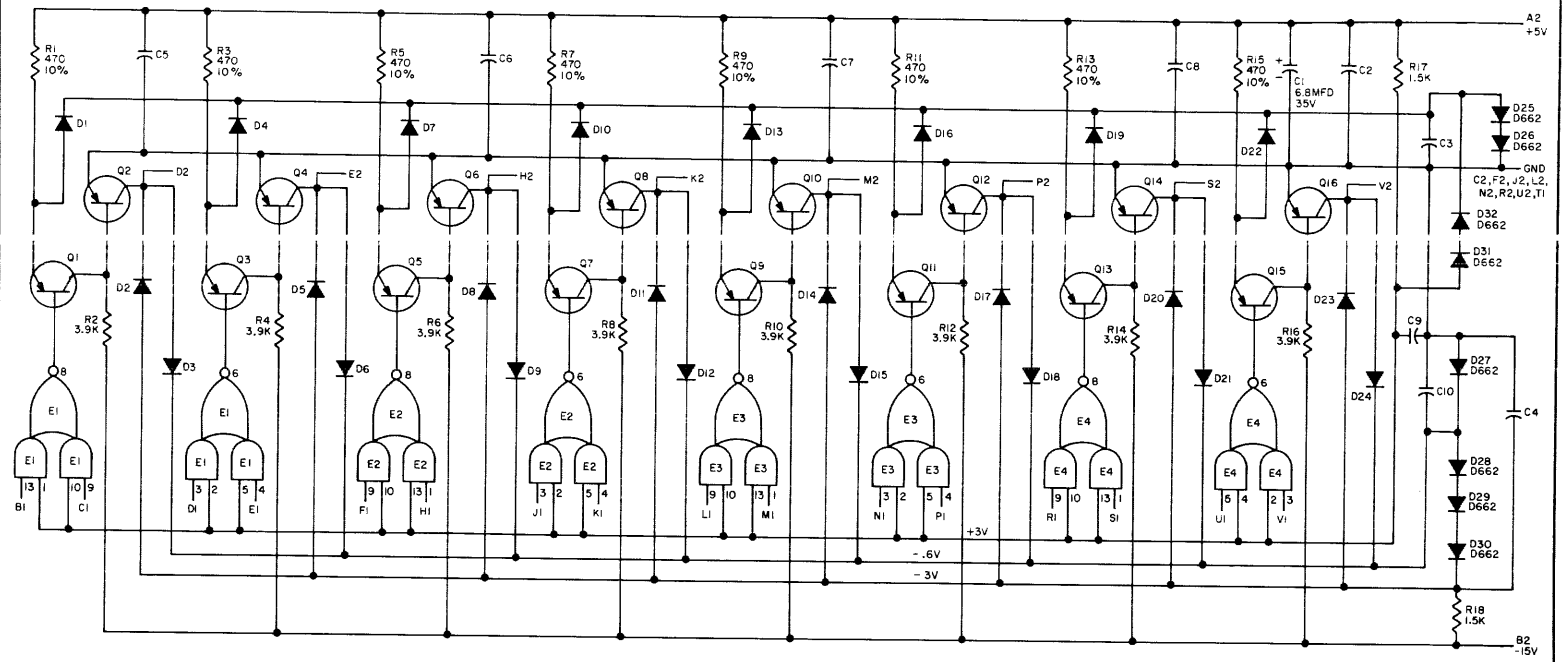 A2
+5V
R1
470
10%
C5
R3
470
10%
R5
470
10%
C6
R7
470
10%
R9
470
10%
C7
R11
470
10%
R13
470
10%
C8
R15
470
10%
+
-
C1
6.8MFD
35V
C2
R17
1.5K
D1
D4
D7
D10
D13
D16
D19
D22
C3
D25
D662
D26
D662
GND
C2,F2,J2,L2,
N2,R2,U2,T1
Q2
D2
Q4
E2
Q6
H2
Q8
K2
Q10
M2
Q12
P2
Q14
S2
Q16
V2
D32
D662
D31
D662
Q1
D2
Q3
D5
Q5
D8
Q7
D11
Q9
D14
Q11
D17
Q13
D20
Q15
D23
R2
3.9K
R4
3.9K
R6
3.9K
R8
3.9K
R10
3.9K
R12
3.9K
R14
3.9K
R16
3.9K
C9
D3
D6
D9
D12
D15
D18
D21
D24
C10
D27
D662
C4
8
E1
6
E1
8
E2
6
E2
8
E3
6
E3
8
E4
6
E4
E1
E1
E1
E1
E2
E2
E2
E2
E3
E3
E3
E3
E4
E4
E4
E4
D28
D662
D29
D662
D30
D662
13 1 10 9
3 2 5 4
9 10 13 1
3 2 5 4
9 10 13 1
3 2 5 4
9 10 13 1
5 4 2 3
B1 C1 D1 E1 F1 H1 J1 K1 L1 M1 N1 P1 R1 S1 U1 V1
+3V
-.6V
-3V
R18
1.5K
B2
-15V